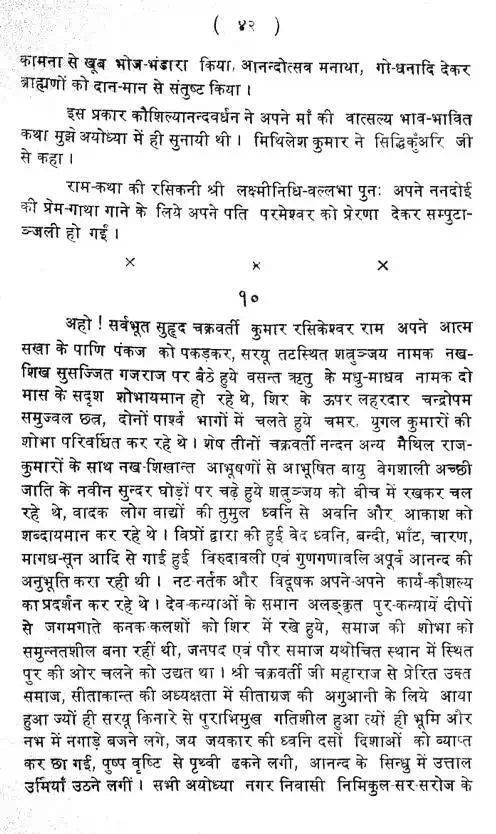 ( ४२ )
कामना से खूब भोज-भंडारा किया, आनन्दोत्सव मनाया, गो-धनादि देकर
ब्राह्मणों को दान-मान से संतुष्ट किया।
इस प्रकार कौशिल्यानन्दवर्धन ने अपने माँ की वात्सल्य भाव-भावित
कथा मुझे अयोध्या में ही सुनायी थी। मिथिलेश कुमार ने सिद्धिकुँअरि जी
से कहा।
राम-कथा की रसिकनी श्री लक्ष्मीनिधि-वल्लभा पुनः अपने ननदोई
की प्रेम-गाथा गाने के लिये अपने पति परमेश्वर को प्रेरणा देकर सम्पुटा-
ञ्जली हो गईं।
× × ×
१०
अहो ! सर्वभूत सुहृद चक्रवर्ती कुमार रसिकेश्वर राम अपने आत्म
सखा के पाणि पंकज को पकड़कर, सरयू तटस्थित शत्रुञ्जय नामक नख-
शिख सुसज्जित गजराज पर बैठे हुये वसन्त ऋतु के मधु-माधव नामक दो
मास के सदृश शोभायमान हो रहे थे, शिर के ऊपर लहरदार चन्द्रोपम
समुज्वल छत्र, दोनों पार्श्व भागों में चलते हुये चमर, युगल कुमारों की
शोभा परिवर्धित कर रहे थे। शेष तीनों चक्रवर्ती नन्दन अन्य मैथिल राज-
कुमारों के साथ नख-शिखान्त आभूषणों से आभूषित वायु वेगशाली अच्छी
जाति के नवीन सुन्दर घोड़ों पर चढ़े हुये शत्रुञ्जय को बीच में रखकर चल
रहे थे, वादक लोग वाद्यों की तुमुल ध्वनि से अवनि और आकाश को
शब्दायमान कर रहे थे। विप्रों द्वारा की हुई वेद ध्वनि, बन्दी, भाँट, चारण,
मागध-सून आदि से गाई हुई विरुदावली एवं गुणगणावलि अपूर्व आनन्द की
अनुभूति करा रही थी। नट-नर्तक और विदूषक अपने-अपने कार्य-कौशल्य
का प्रदर्शन कर रहे थे। देव-कन्याओं के समान अलङ्कृत पुर-कन्यायें दीपों
से जगमगाते कनक-कलशों को शिर में रखे हुये, समाज की शोभा को
समुन्नतशील बना रहीं थी, जनपद एवं पौर समाज यथोचित स्थान में स्थित
पुर की ओर चलने को उद्यत था। श्री चक्रवर्ती जी महाराज से प्रेरित उक्त
समाज, सीताकान्त की अध्यक्षता में सीताग्रज की अगुआनी के लिये आया
हुआ ज्यों ही सरयू किनारे से पुराभिमुख गतिशील हुआ त्यों ही भूमि और
नभ में नगाड़े बजने लगे, जय जयकार की ध्वनि दसों दिशाओं को व्याप्त
कर छा गई, पुष्प वृष्टि से पृथ्वी ढकने लगी, आनन्द के सिन्धु में उत्ताल
उर्मियाँ उठने लगीं। सभी अयोध्या नगर निवासी निमिकुल-सर-सरोज के